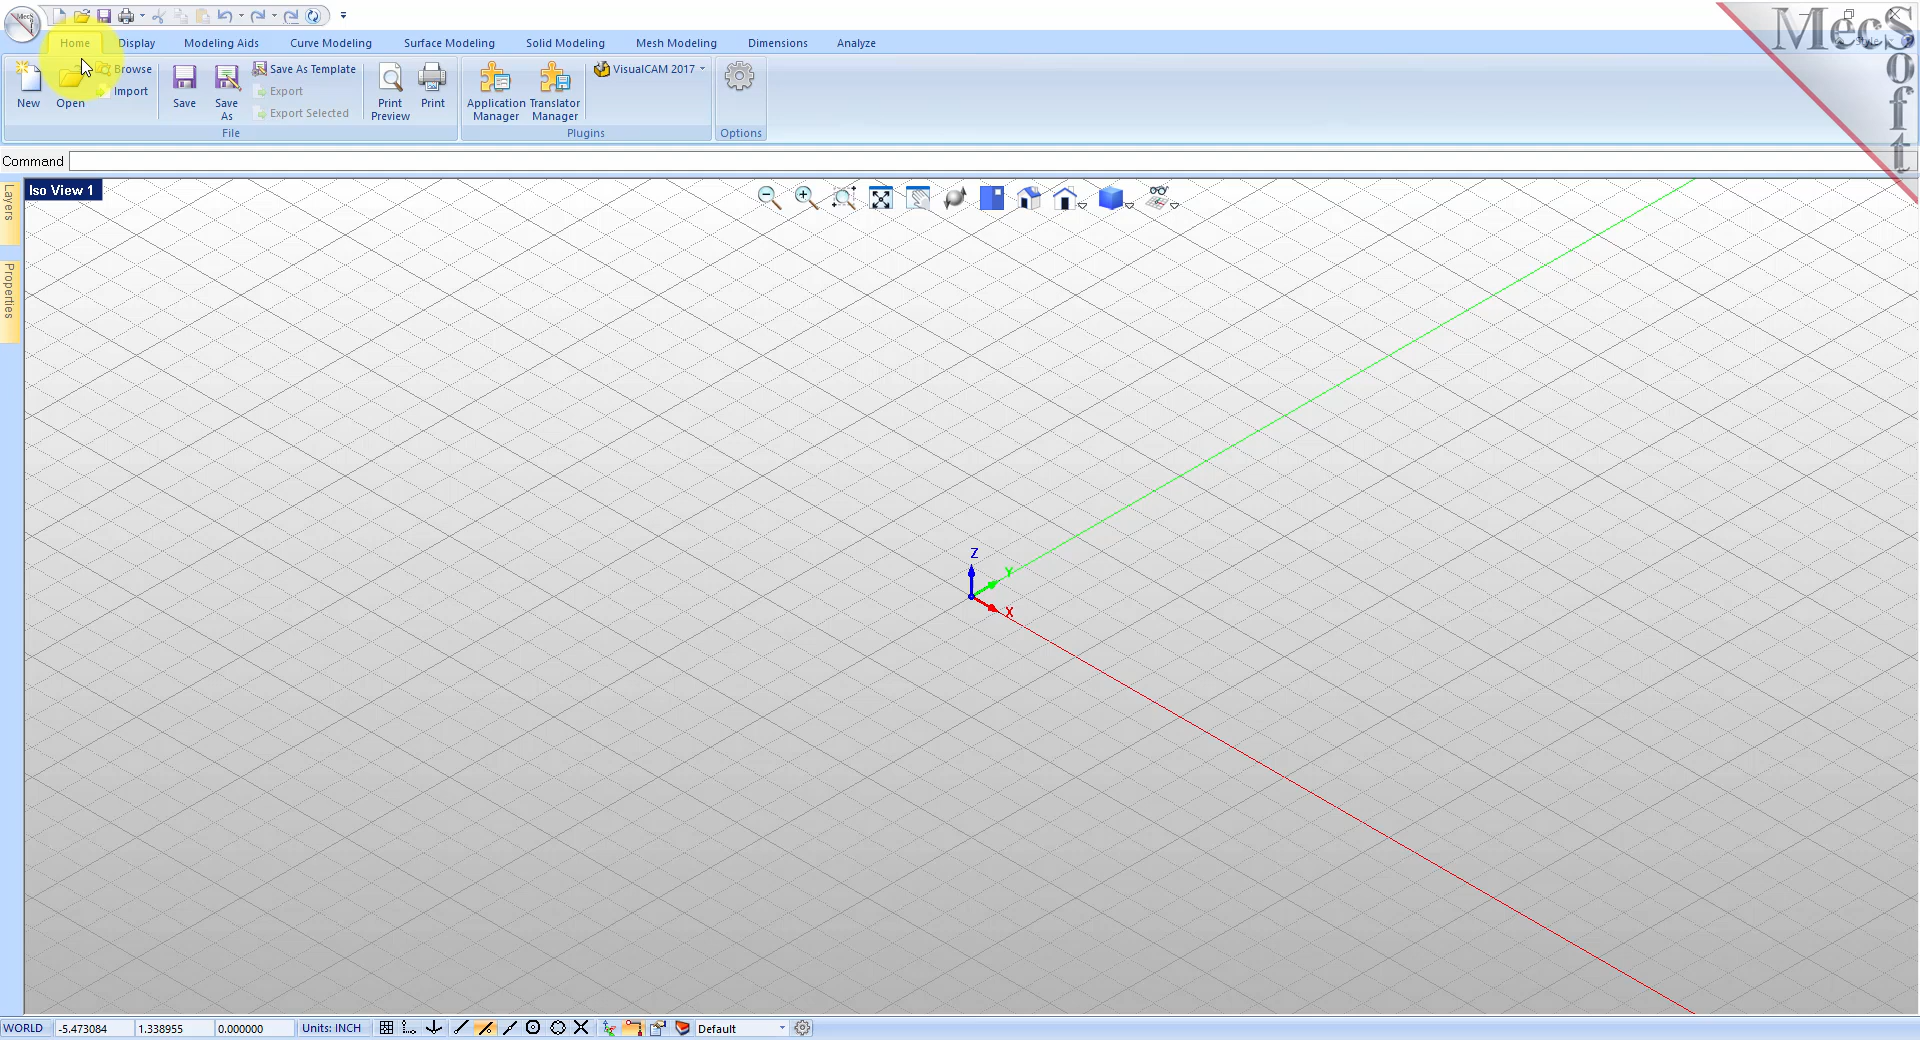 MecSoft
Home Display Modeling Aids Curve Modeling Surface Modeling Solid Modeling Mesh Modeling Dimensions Analyze Style
New Open Browse Import Save Save As Save As Template Export Export Selected Print Preview Print Application Manager Translator Manager VisualCAM 2017
File Plugins Options
Command
Iso View 1
Layers
Properties
Z
Y
X
WORLD -5.473084 1.338955 0.000000 Units: INCH Default